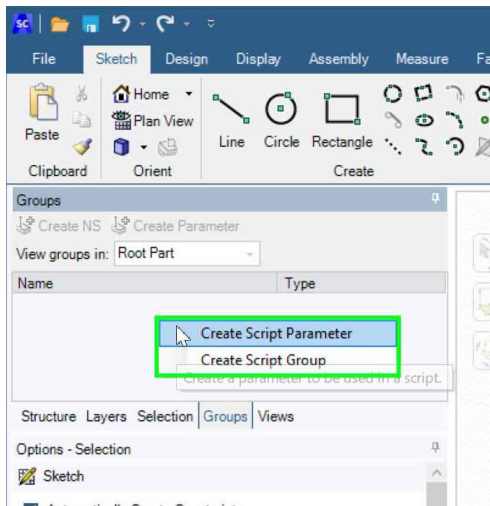 SC
File Sketch Design Display Assembly Measure Fa
Paste
Home
Plan View
Line Circle Rectangle
Clipboard Orient Create
Groups
Create NS Create Parameter
View groups in: Root Part
Name Type
Create Script Parameter
Create Script Group
Create a parameter to be used in a script.
Structure Layers Selection Groups Views
Options - Selection
Sketch